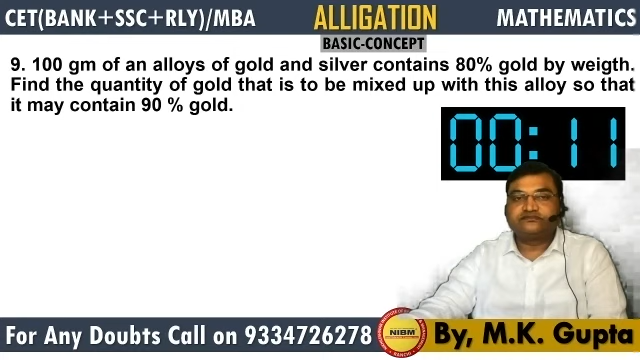 CET(BANK+SSC+RLY)/MBA ALLIGATION MATHEMATICS
BASIC-CONCEPT
9. 100 gm of an alloys of gold and silver contains 80% gold by weigth.
Find the quantity of gold that is to be mixed up with this alloy so that
it may contain 90 % gold.
00:11
For Any Doubts Call on 9334726278 NIBM By, M.K. Gupta